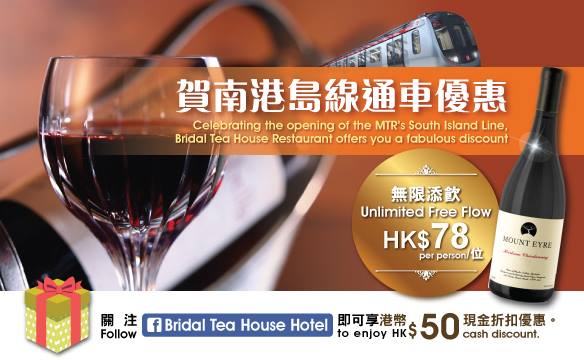 賀南港島線通車優惠
Celebrating the opening of the MTR's South Island Line,
Bridal Tea House Restaurant offers you a fabulous discount
無限添飲
Unlimited Free Flow
HK$78
per person/位
MOUNT EYRE
關 注
Follow
Bridal Tea House Hotel
即可享港幣
to enjoy HK
$50
現金折扣優惠。
cash discount.